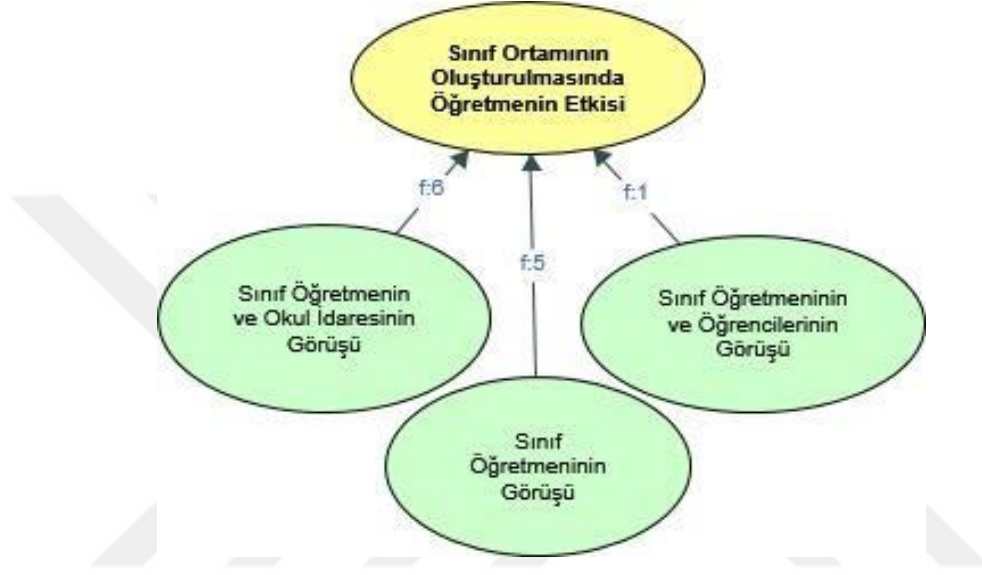 Sınıf Ortamının
Oluşturulmasında
Öğretmenin Etkisi
f:6
f:5
f:1
Sınıf Öğretmenin
ve Okul İdaresinin
Görüşü
Sınıf Öğretmeninin
ve Öğrencilerinin
Görüşü
Sınıf
Öğretmeninin
Görüşü